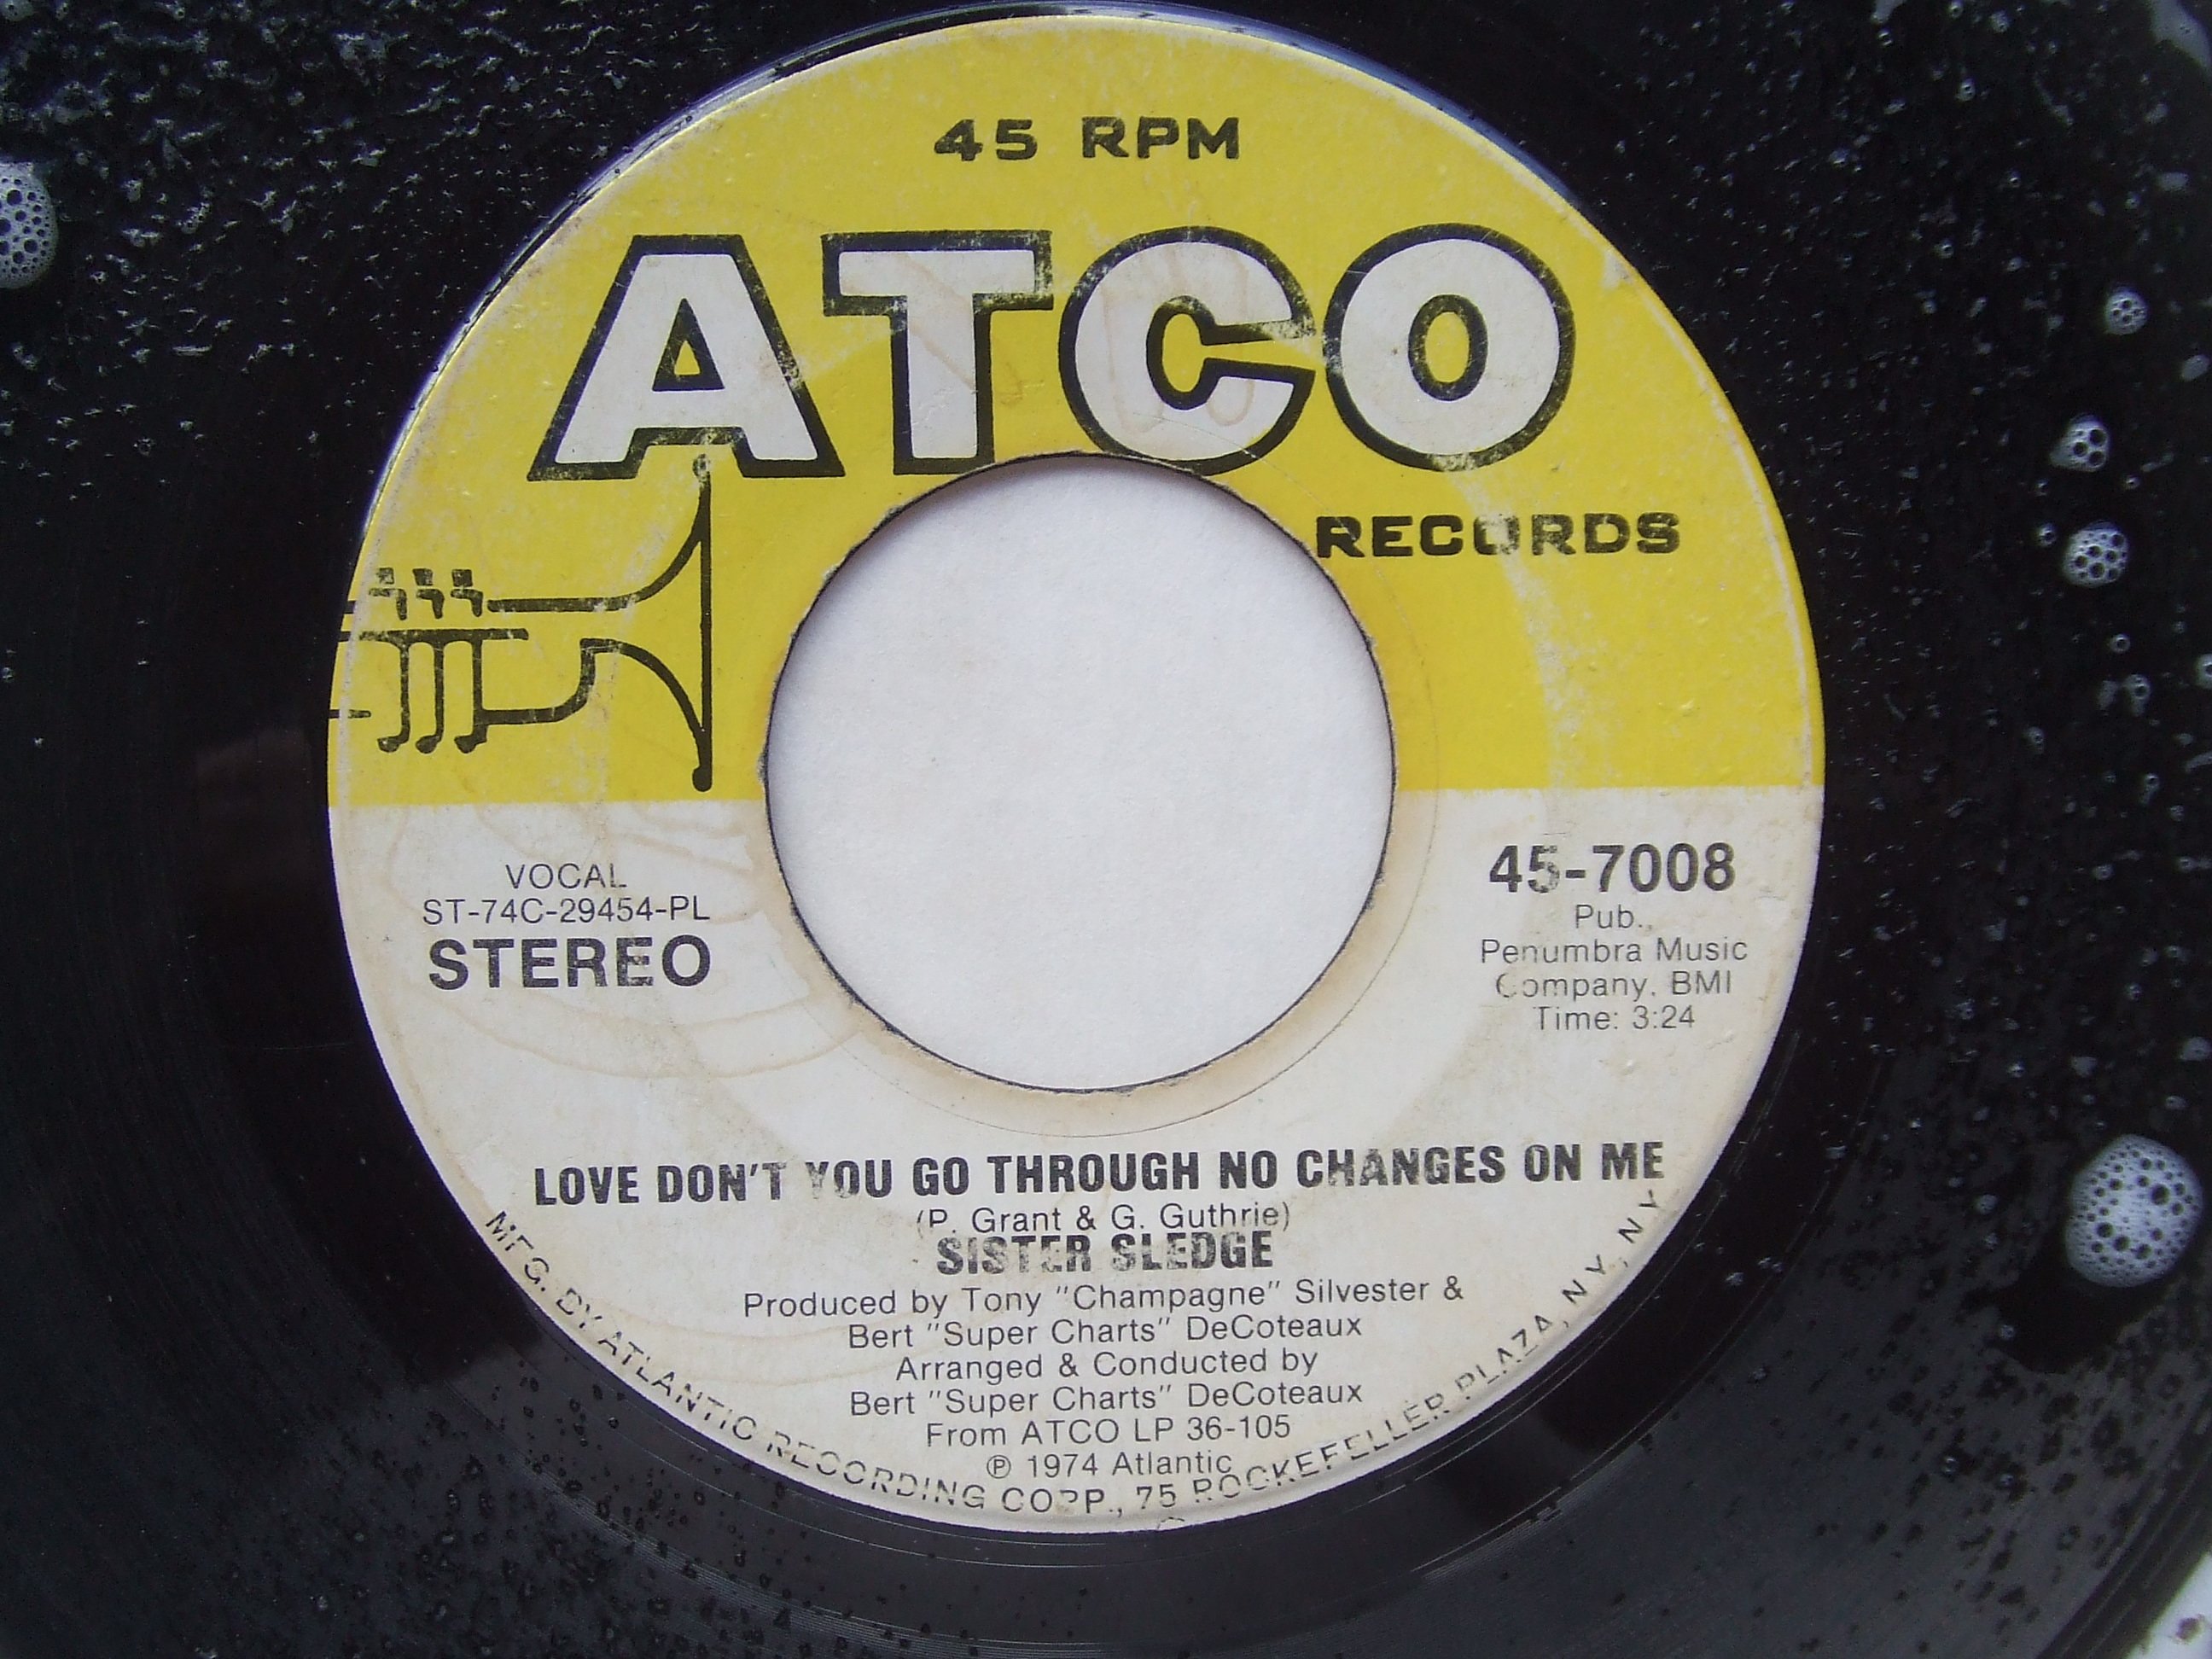 45 RPM
ATCO
RECORDS
VOCAL
ST-74C-29454-PL
STEREO
45-7008
Pub.,
Penumbra Music
Company, BMI
Time: 3:24
LOVE DON'T YOU GO THROUGH NO CHANGES ON ME
(P. Grant & G. Guthrie)
SISTER SLEDGE
Produced by Tony "Champagne" Silvester &
Bert "Super Charts" DeCoteaux
Arranged & Conducted by
Bert "Super Charts" DeCoteaux
From ATCO LP 36-105
℗ 1974 Atlantic
MFG. BY ATLANTIC RECORDING CORP., 75 ROCKEFELLER PLAZA, N.Y., N.Y.